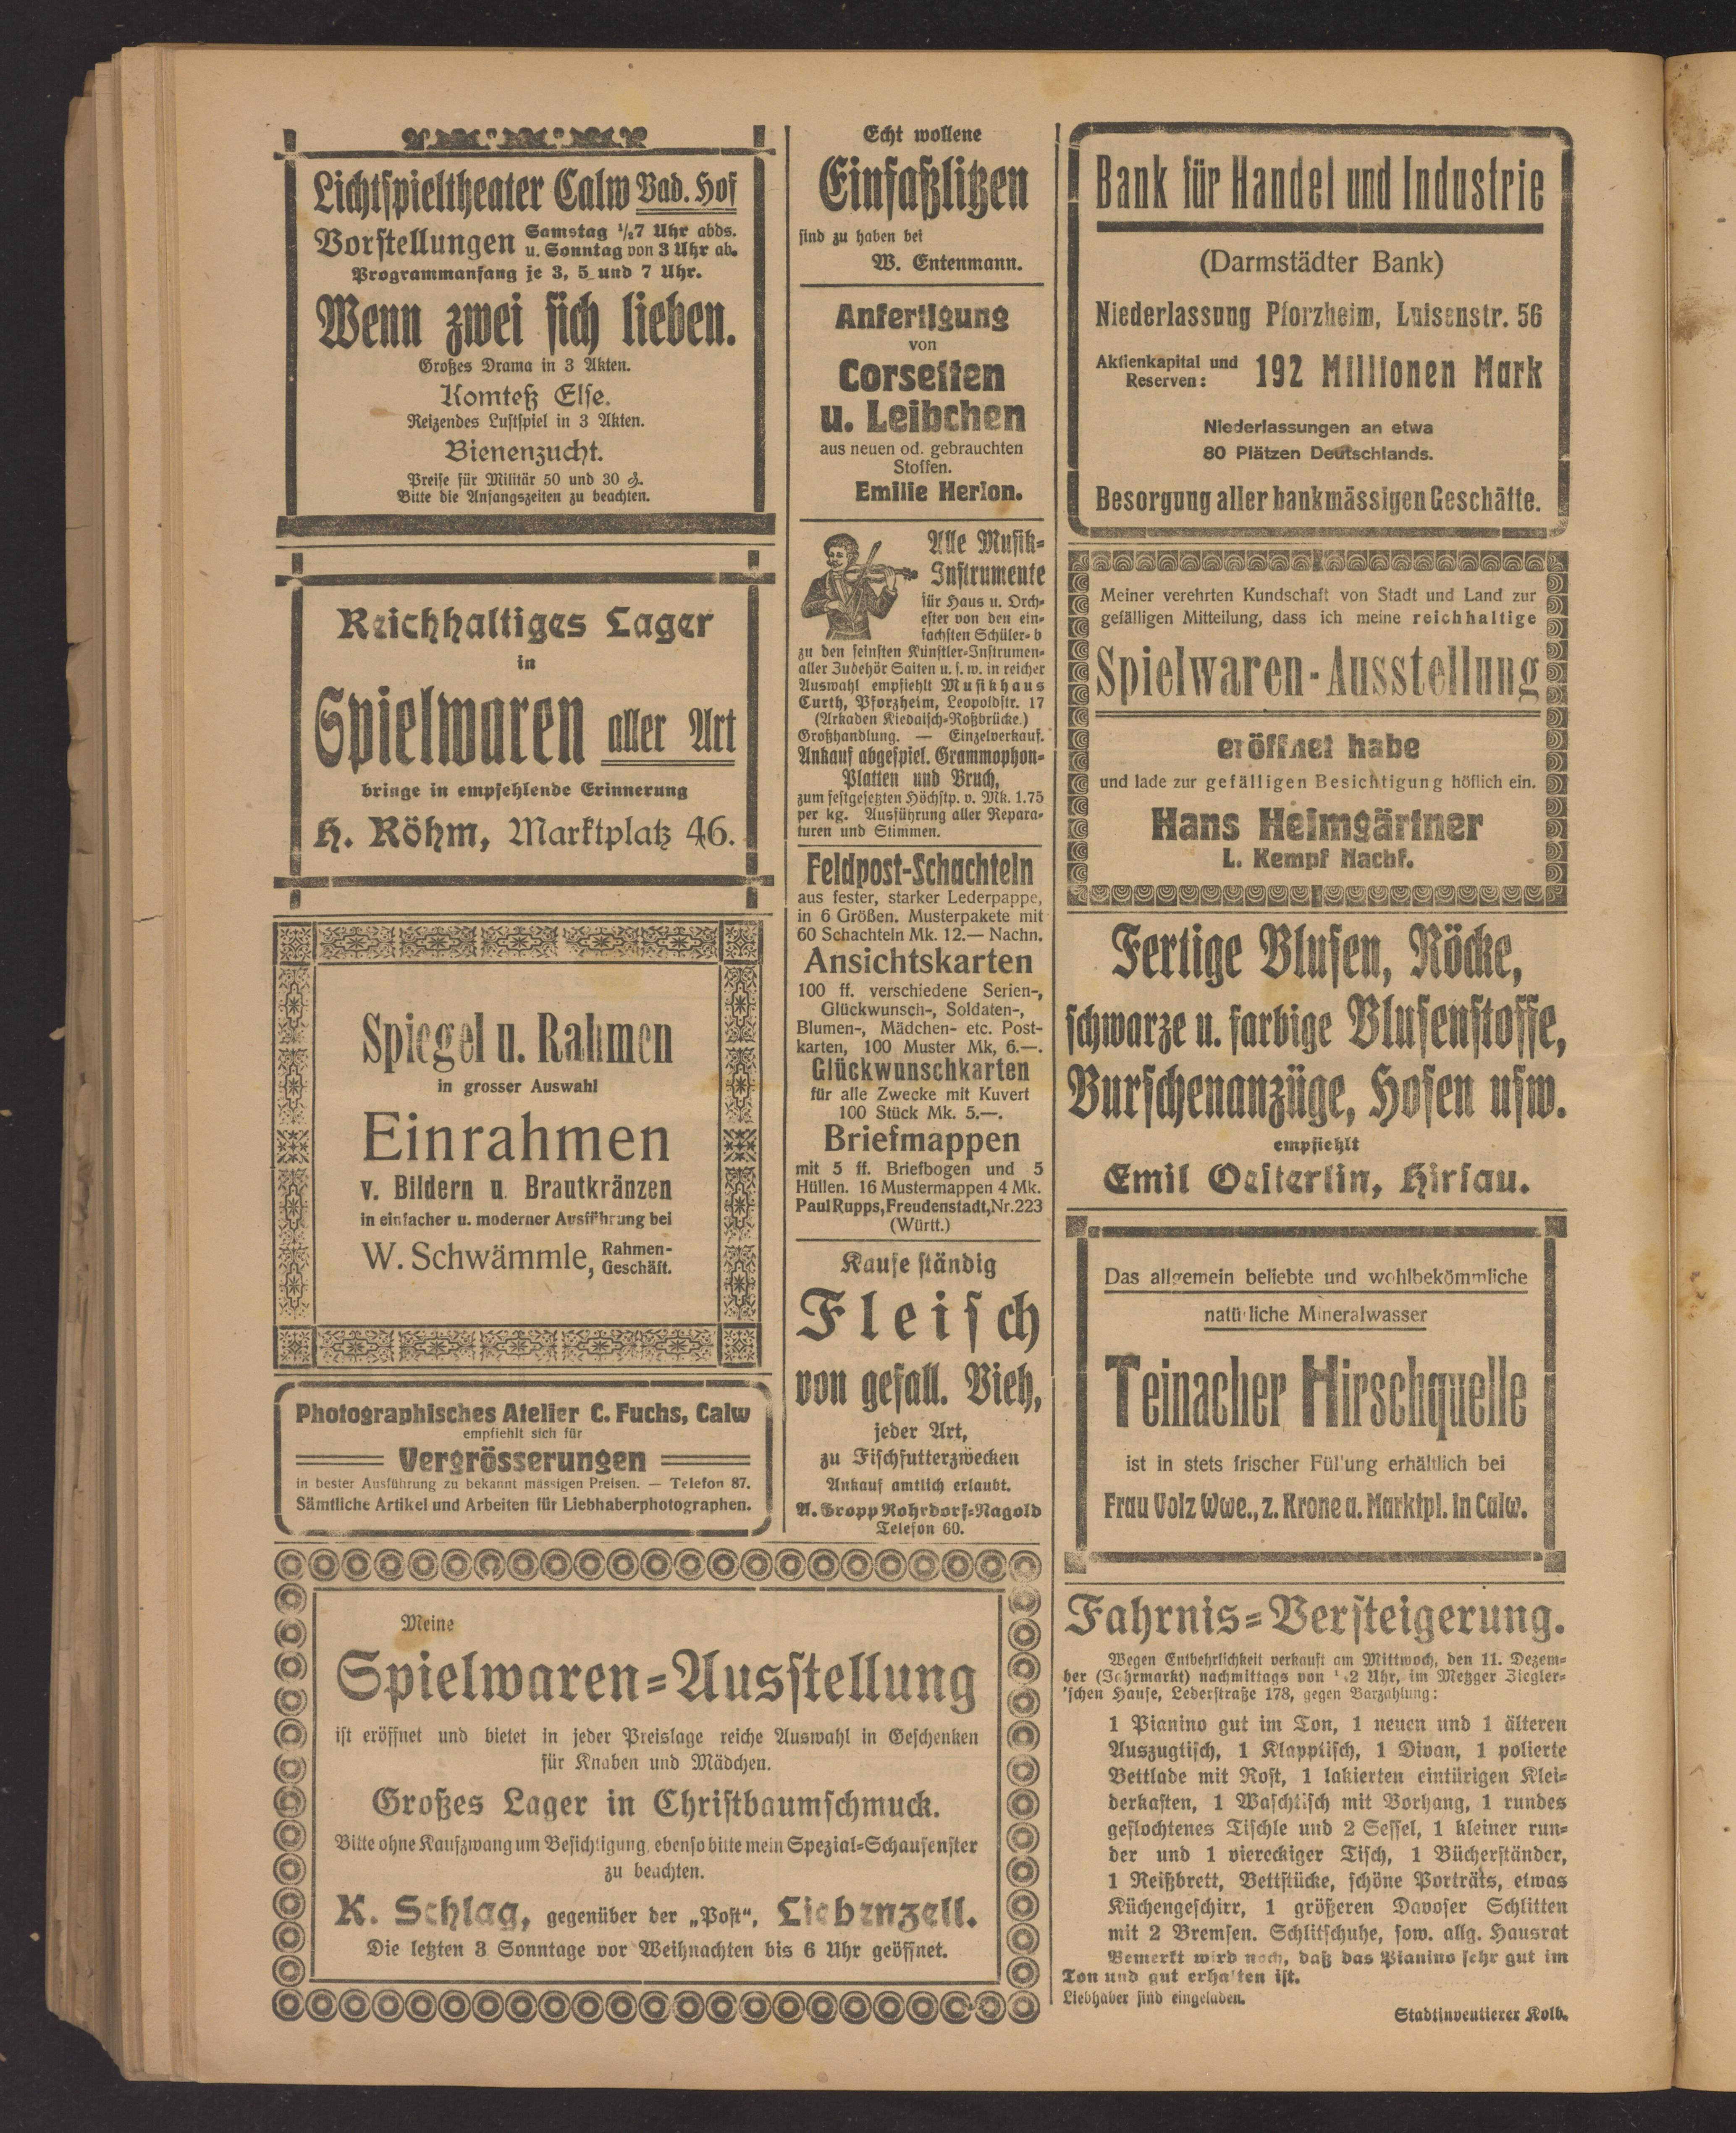 Lichtspieltheater Calw Bad. Hof
Vorstellungen Samstag ½7 Uhr abds.
u. Sonntag von 3 Uhr ab.
Programmanfang je 3, 5 und 7 Uhr.
Wenn zwei sich lieben.
Großes Drama in 3 Akten.
Komteß Else.
Reizendes Lustspiel in 3 Akten.
Bienenzucht.
Preise für Militär 50 und 30 ₰.
Bitte die Anfangszeiten zu beachten.
Reichhaltiges Lager
in
Spielwaren aller Art
bringe in empfehlende Erinnerung
H. Röhm, Marktplatz 46.
Spiegel u. Rahmen
in grosser Auswahl
Einrahmen
v. Bildern u. Brautkränzen
in einfacher u. moderner Ausführung bei
W. Schwämmle, Rahmen-
Geschäft.
Photographisches Atelier C. Fuchs, Calw
empfiehlt sich für
Vergrösserungen
in bester Ausführung zu bekannt mässigen Preisen. — Telefon 87.
Sämtliche Artikel und Arbeiten für Liebhaberphotographen.
Echt wollene
Einfaßlitzen
sind zu haben bei
W. Entenmann.
Anfertigung
von
Corsetten
u. Leibchen
aus neuen od. gebrauchten
Stoffen.
Emilie Herion.
Alle Musik-
Instrumente
für Haus u. Orch-
ester von den ein-
fachsten Schüler- b
zu den feinsten Künstler-Instrumen-
aller Zubehör Saiten u. s. w. in reicher
Auswahl empfiehlt Musikhaus
Curth, Pforzheim, Leopoldstr. 17
(Arkaden Kiedaisch-Roßbrücke.)
Großhandlung. — Einzelverkauf.
Ankauf abgespiel. Grammophon-
Platten und Bruch,
zum festgesetzten Höchstp. v. Mk. 1.75
per kg. Ausführung aller Repara-
turen und Stimmen.
Feldpost-Schachteln
aus fester, starker Lederpappe,
in 6 Größen. Musterpakete mit
60 Schachteln Mk. 12.— Nachn.
Ansichtskarten
100 ff. verschiedene Serien-,
Glückwunsch-, Soldaten-,
Blumen-, Mädchen- etc. Post-
karten, 100 Muster Mk, 6.—.
Glückwunschkarten
für alle Zwecke mit Kuvert
100 Stück Mk. 5.—.
Briefmappen
mit 5 ff. Briefbogen und 5
Hüllen. 16 Mustermappen 4 Mk.
Paul Rupps, Freudenstadt, Nr. 223
(Württ.)
Kaufe ständig
Fleisch
von gefall. Vieh,
jeder Art,
zu Fischfutterzwecken
Ankauf amtlich erlaubt.
A. Gropp Rohrdorf-Nagold
Telefon 60.
Meine
Spielwaren-Ausstellung
ist eröffnet und bietet in jeder Preislage reiche Auswahl in Geschenken
für Knaben und Mädchen.
Großes Lager in Christbaumschmuck.
Bitte ohne Kaufzwang um Besichtigung, ebenso bitte mein Spezial-Schaufenster
zu beachten.
K. Schlag, gegenüber der „Post“, Liebenzell.
Die letzten 3 Sonntage vor Weihnachten bis 6 Uhr geöffnet.
Bank für Handel und Industrie
(Darmstädter Bank)
Niederlassung Pforzheim, Luisenstr. 56
Aktienkapital und
Reserven: 192 Millionen Mark
Niederlassungen an etwa
80 Plätzen Deutschlands.
Besorgung aller bankmässigen Geschäfte.
Meiner verehrten Kundschaft von Stadt und Land zur
gefälligen Mitteilung, dass ich meine reichhaltige
Spielwaren-Ausstellung
eröffnet habe
und lade zur gefälligen Besichtigung höflich ein.
Hans Heimgärtner
L. Kempf Nachf.
Fertige Blusen, Röcke,
schwarze u. farbige Blusenstoffe,
Burschenanzüge, Hosen usw.
empfiehlt
Emil Oesterlin, Hirsau.
Das allgemein beliebte und wohlbekömmliche
natürliche Mineralwasser
Teinacher Hirschquelle
ist in stets frischer Füllung erhältlich bei
Frau Volz Wwe., z. Krone a. Marktpl. in Calw.
Fahrnis-Versteigerung.
Wegen Entbehrlichkeit verkauft am Mittwoch, den 11. Dezem-
ber (Jahrmarkt) nachmittags von ½2 Uhr, im Metzger Ziegler-
'schen Hause, Lederstraße 178, gegen Barzahlung:
1 Pianino gut im Ton, 1 neuen und 1 älteren
Auszugtisch, 1 Klapptisch, 1 Divan, 1 polierte
Bettlade mit Rost, 1 lakierten eintürigen Klei-
derkasten, 1 Waschtisch mit Vorhang, 1 rundes
geflochtenes Tischle und 2 Sessel, 1 kleiner run-
der und 1 viereckiger Tisch, 1 Bücherständer,
1 Reißbrett, Bettstücke, schöne Porträts, etwas
Küchengeschirr, 1 größeren Davoser Schlitten
mit 2 Bremsen. Schlitschuhe, sow. allg. Hausrat
Bemerkt wird noch, daß das Pianino sehr gut im
Ton und gut erhalten ist.
Liebhaber sind eingeladen.
Stadtinventierer Kolb.